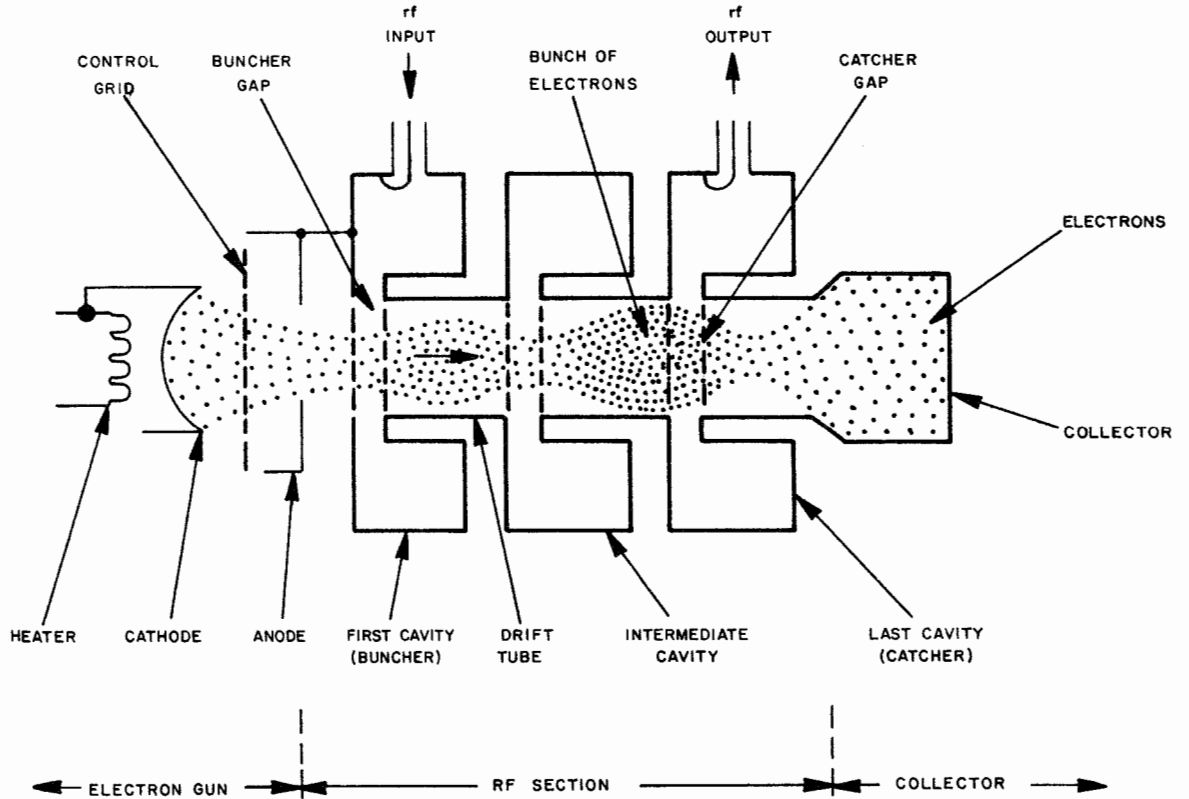 rf
INPUT
rf
OUTPUT
CONTROL
GRID
BUNCHER
GAP
BUNCH OF
ELECTRONS
CATCHER
GAP
ELECTRONS
COLLECTOR
HEATER
CATHODE
ANODE
FIRST CAVITY
(BUNCHER)
DRIFT
TUBE
INTERMEDIATE
CAVITY
LAST CAVITY
(CATCHER)
ELECTRON GUN
RF SECTION
COLLECTOR